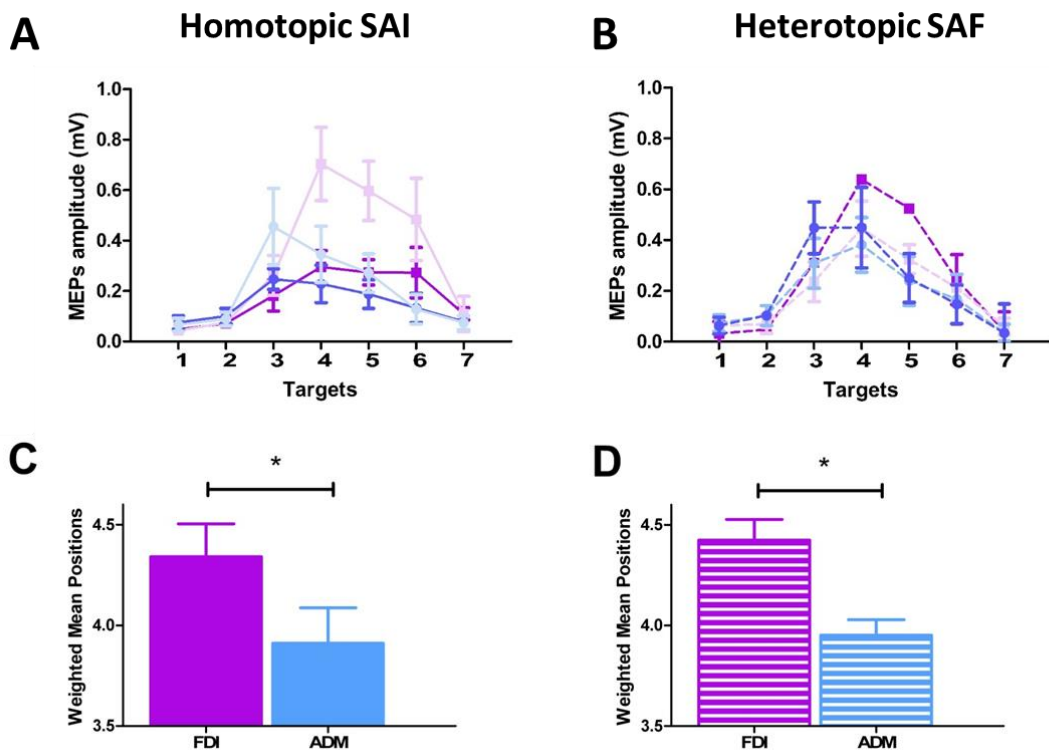 A Homotopic SAI
MEPs amplitude (mV)
1.0
0.8
0.6
0.4
0.2
0.0
1 2 3 4 5 6 7
Targets
B Heterotopic SAF
MEPs amplitude (mV)
1.0
0.8
0.6
0.4
0.2
0.0
1 2 3 4 5 6 7
Targets
C
*
Weighted Mean Positions
4.5
4.0
3.5
FDI ADM
D
*
Weighted Mean Positions
4.5
4.0
3.5
FDI ADM